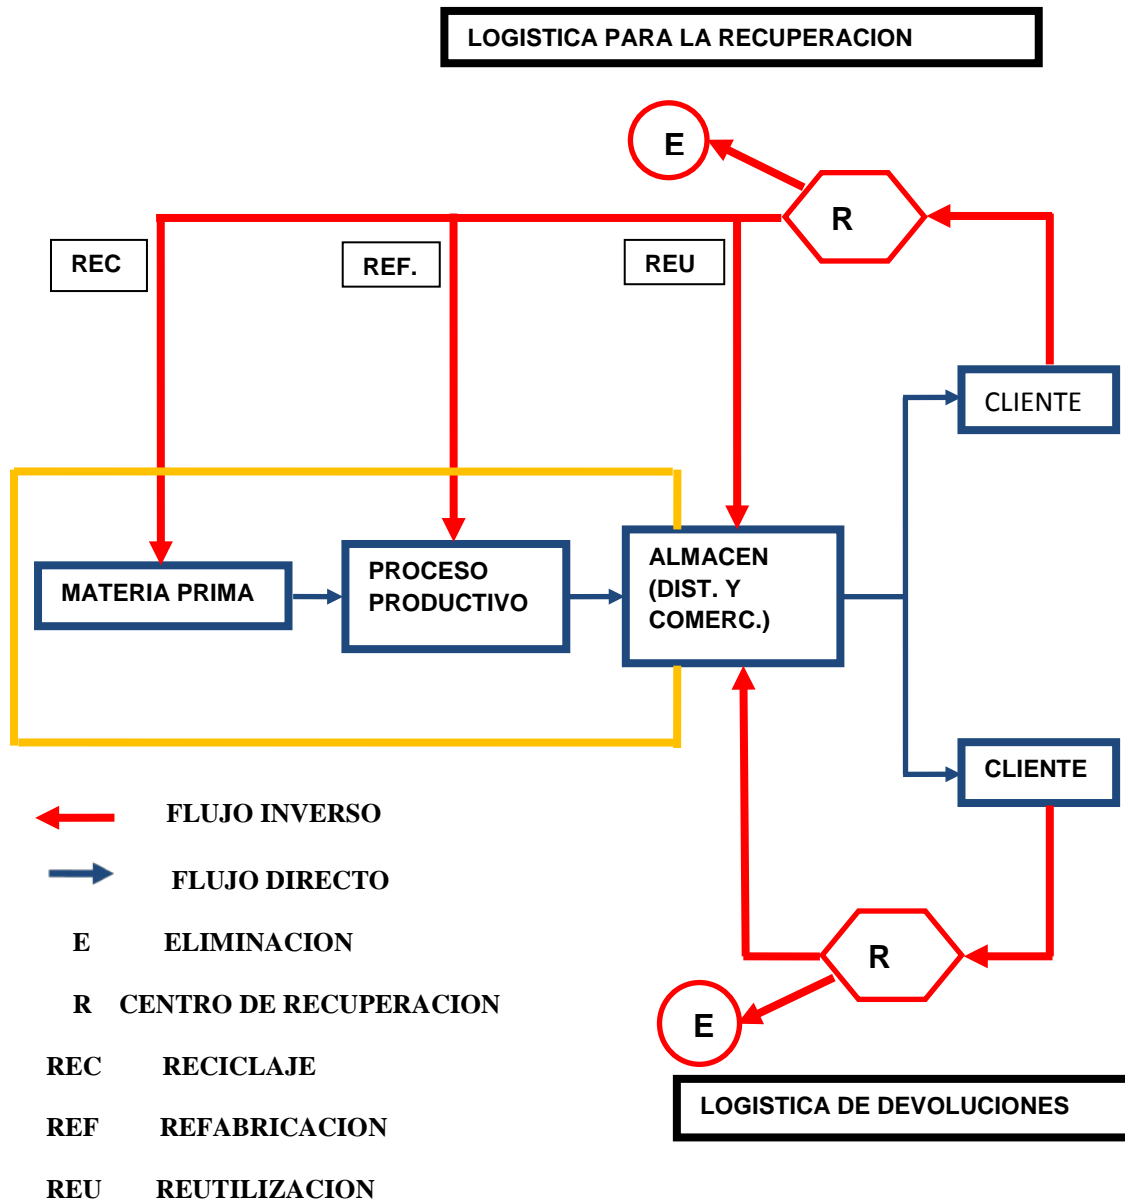 LOGISTICA PARA LA RECUPERACION
E
R
REC
REF.
REU
CLIENTE
MATERIA PRIMA
PROCESO
PRODUCTIVO
ALMACEN
(DIST. Y
COMERC.)
CLIENTE
FLUJO INVERSO
FLUJO DIRECTO
E ELIMINACION
R CENTRO DE RECUPERACION
REC RECICLAJE
REF REFABRICACION
REU REUTILIZACION
R
E
LOGISTICA DE DEVOLUCIONES